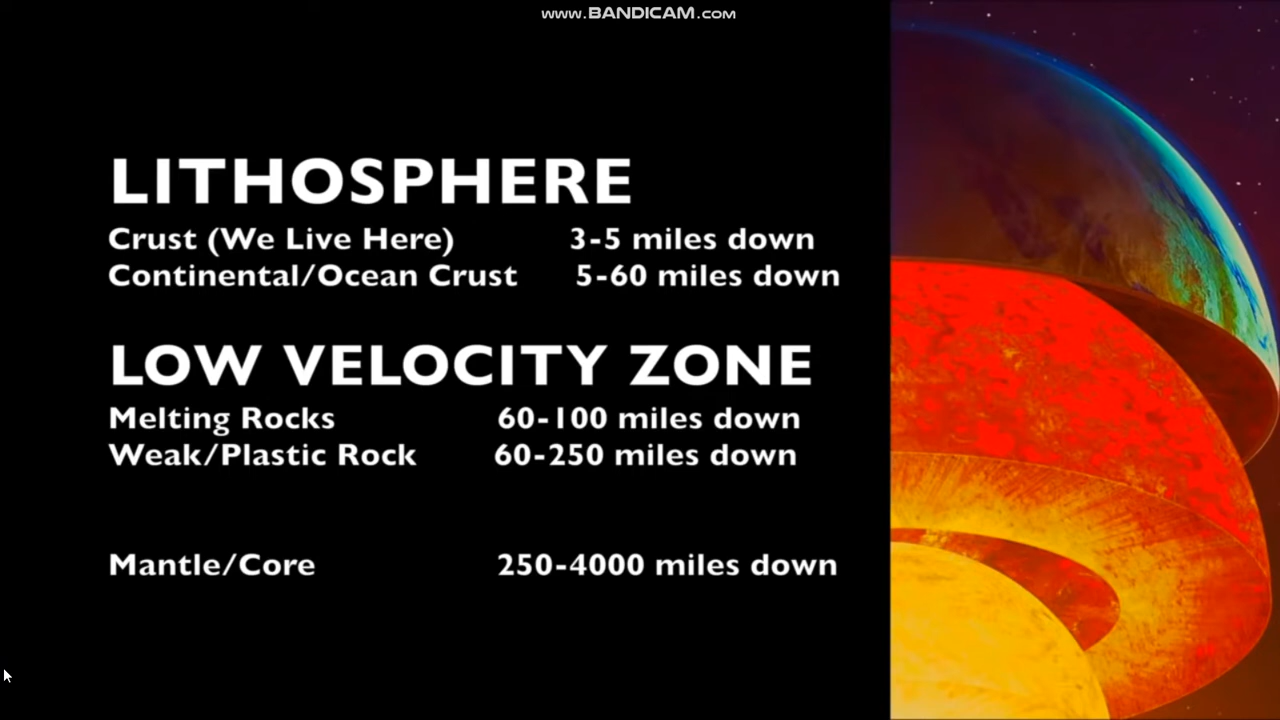 www.BANDICAM.com
LITHOSPHERE
Crust (We Live Here) 3-5 miles down
Continental/Ocean Crust 5-60 miles down
LOW VELOCITY ZONE
Melting Rocks 60-100 miles down
Weak/Plastic Rock 60-250 miles down
Mantle/Core 250-4000 miles down